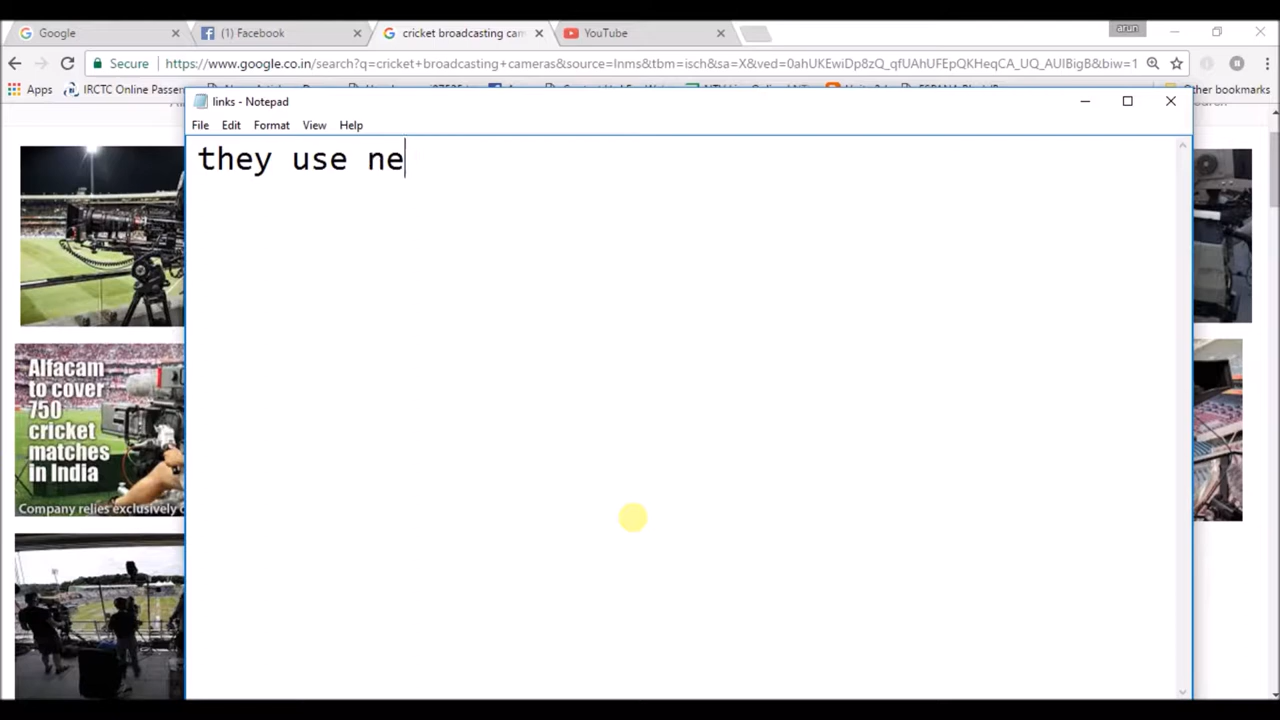 Google
(1) Facebook
cricket broadcasting cam
YouTube
arun
Secure
https://www.google.co.in/search?q=cricket+broadcasting+cameras&source=lnms&tbm=isch&sa=X&ved=0ahUKEwiDp8zQ_qfUAhUFEpQKHeqCA_UQ_AUIBigB&biw=1
Apps
IRCTC Online Passen
Other bookmarks
links - Notepad
File Edit Format View Help
they use ne
Alfacam
to cover
750
cricket
matches
in India
Company relies exclusively